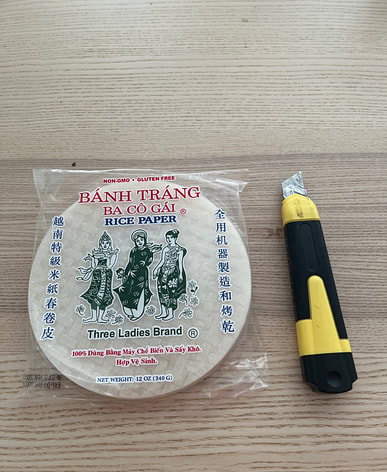 NON-GMO • GLUTEN FREE
BÁNH TRÁNG
BA CÔ GÁI ®
RICE PAPER
越南特級米紙春卷皮
全用机器製造和烤乾
Three Ladies Brand ®
100% Dùng Bằng Máy Chế Biến Và Sấy Khô.
Hợp Vệ Sinh.
NET WEIGHT: 12 OZ (340 G)